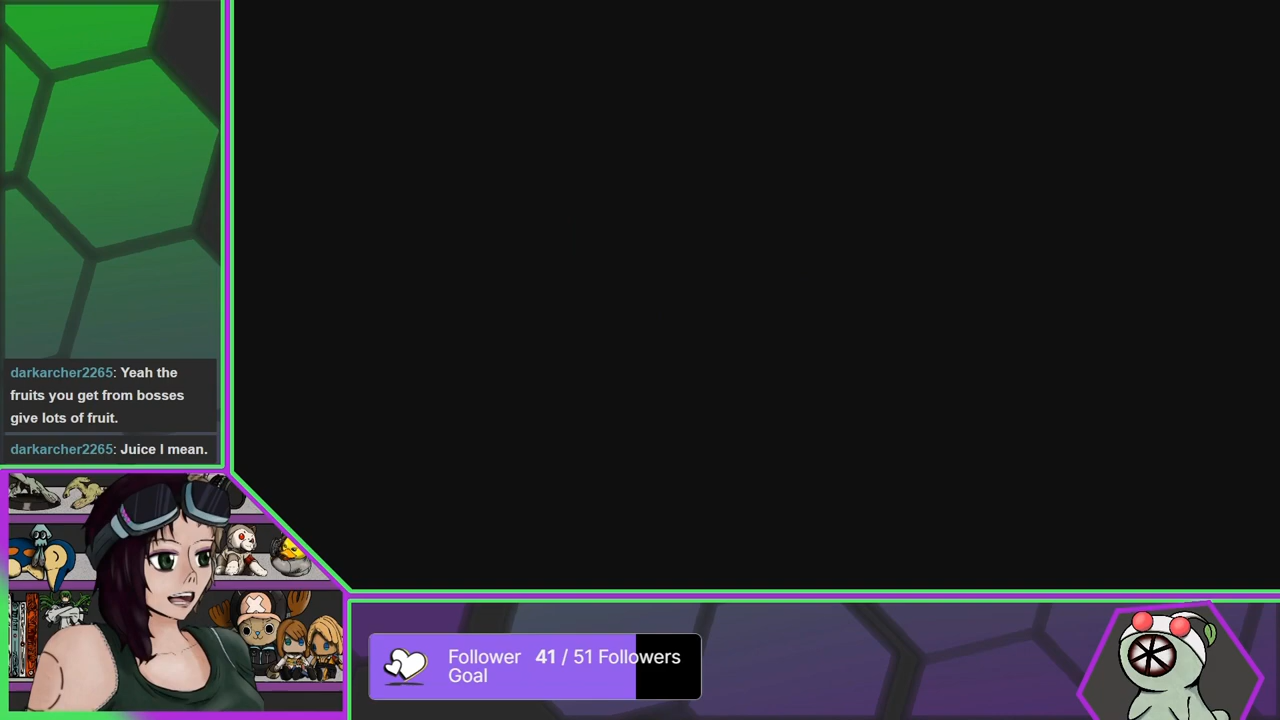 darkarcher2265: Yeah the
fruits you get from bosses
give lots of fruit.
darkarcher2265: Juice I mean.
Follower 41 / 51 Followers
Goal